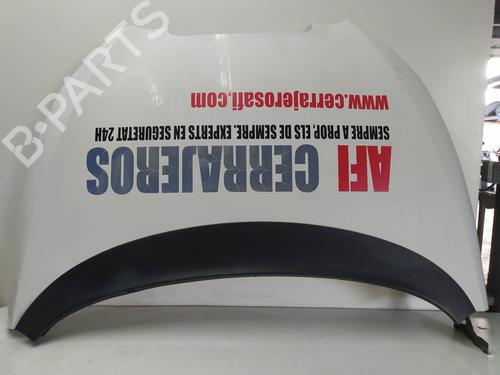 AFI CERRAJEROS
SEMPRE A PROP, ELS DE SEMPRE. EXPERTS EN SEGURETAT 24H
www.cerrajerosafi.com
B-PARTS